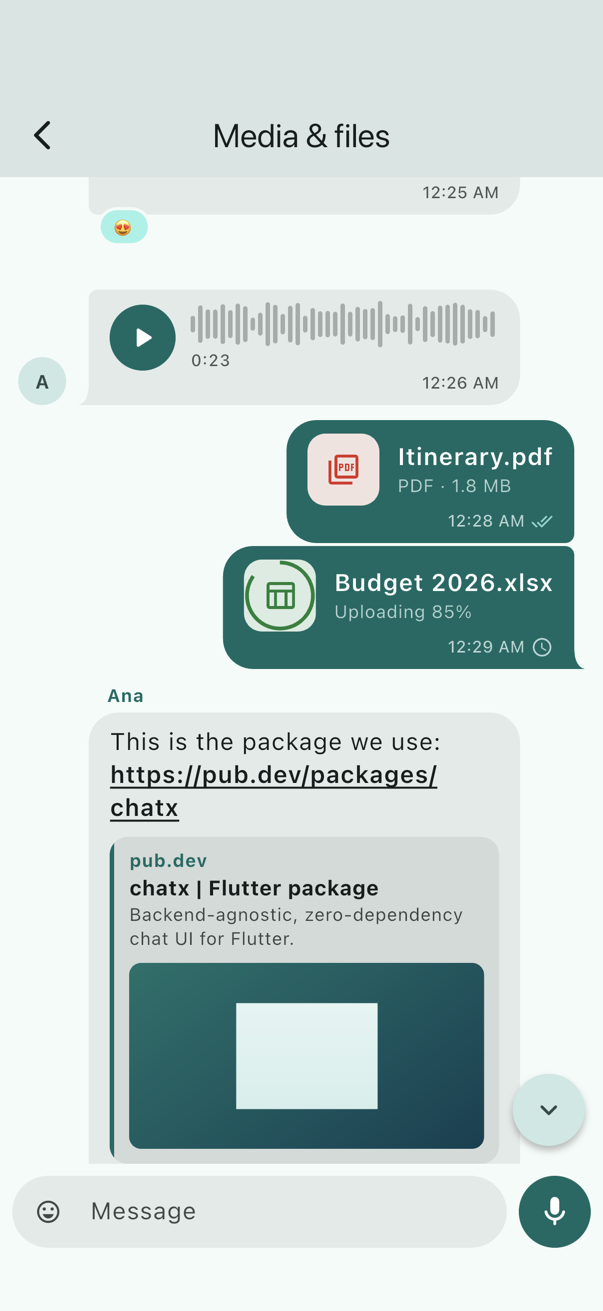 Media & files
12:25 AM
😍
0:23
12:26 AM
A
PDF
Itinerary.pdf
PDF · 1.8 MB
12:28 AM
Budget 2026.xlsx
Uploading 85%
12:29 AM
Ana
This is the package we use:
https://pub.dev/packages/
chatx
pub.dev
chatx | Flutter package
Backend-agnostic, zero-dependency
chat UI for Flutter.
Message